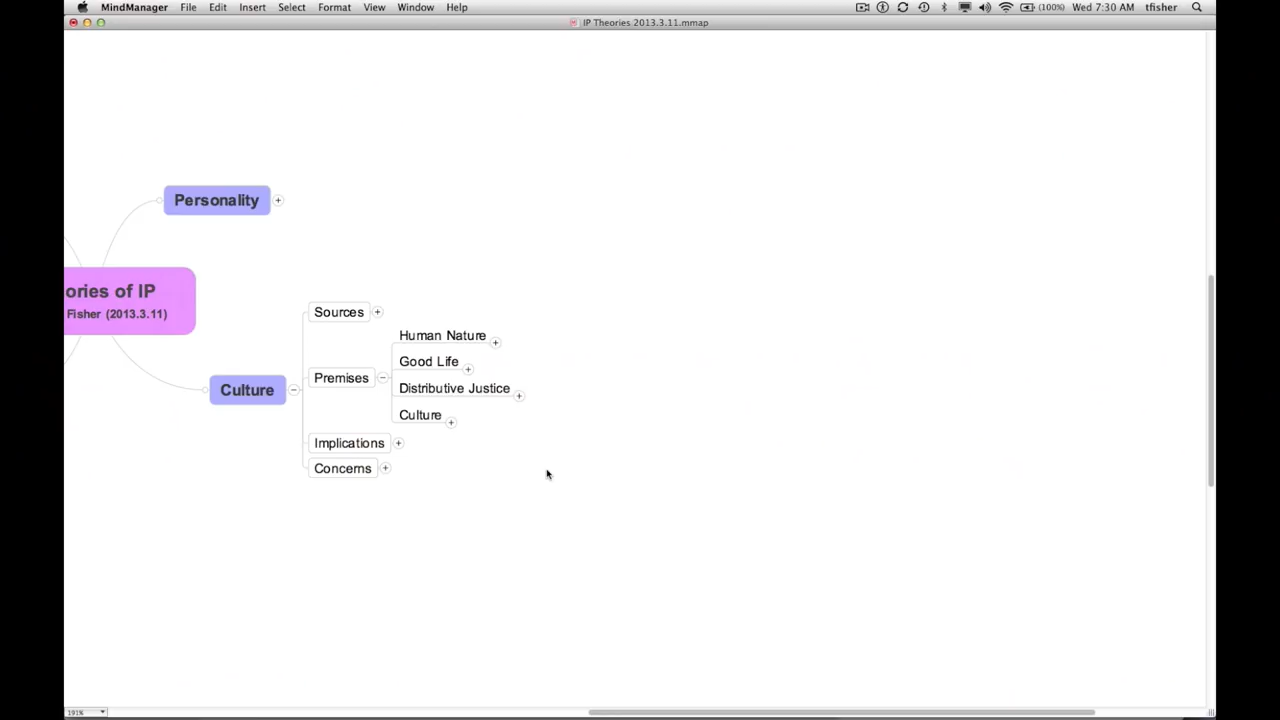 MindManager File Edit Insert Select Format View Window Help (100%) Wed 7:30 AM tfisher
IP Theories 2013.3.11.mmap
Personality
ories of IP
Fisher (2013.3.11)
Sources
Human Nature
Good Life
Premises
Distributive Justice
Culture
Culture
Implications
Concerns
191%